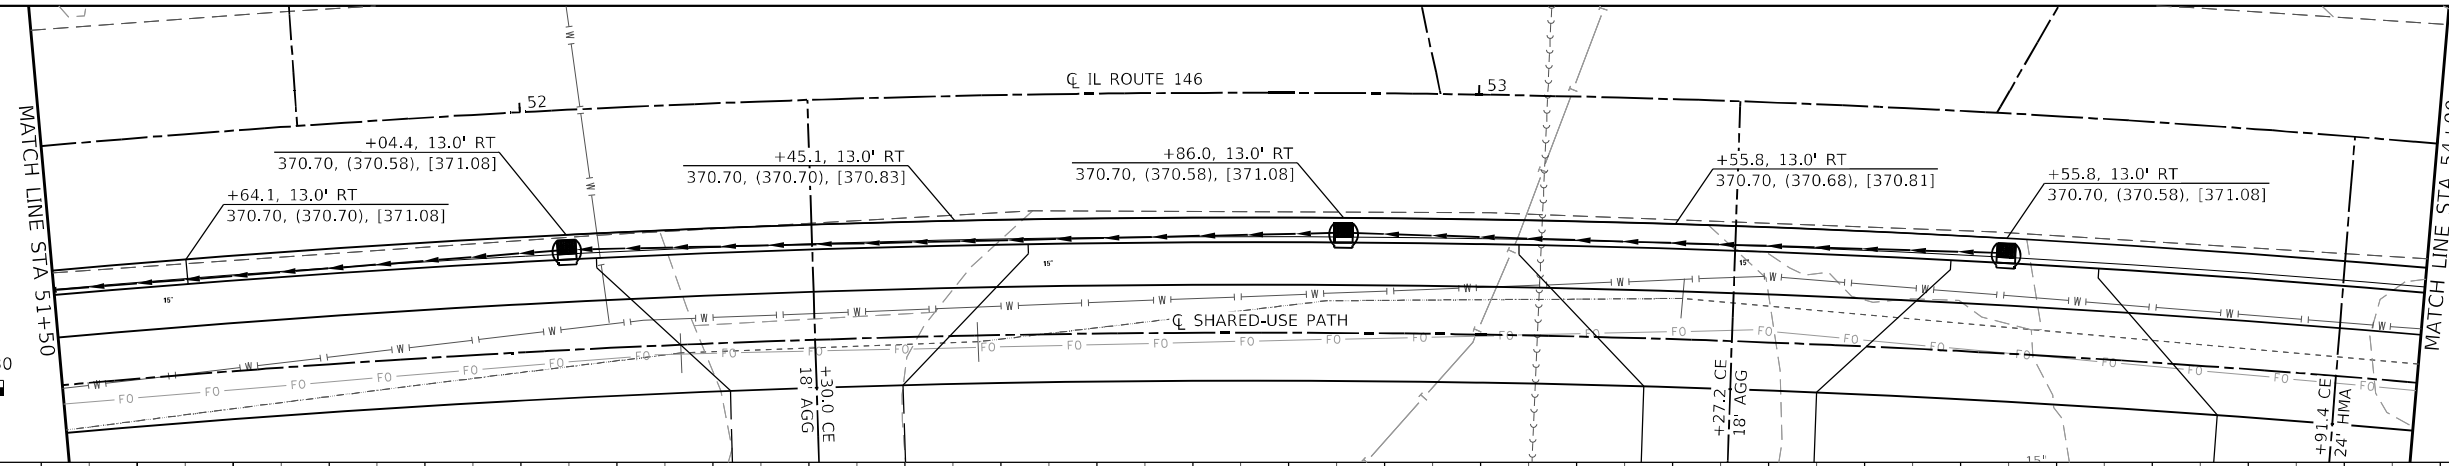 MATCH LINE STA 51+50
52
℄ IL ROUTE 146
53
+04.4, 13.0' RT
370.70, (370.58), [371.08]
+45.1, 13.0' RT
370.70, (370.70), [370.83]
+86.0, 13.0' RT
370.70, (370.58), [371.08]
+55.8, 13.0' RT
370.70, (370.68), [370.81]
+55.8, 13.0' RT
370.70, (370.58), [371.08]
+64.1, 13.0' RT
370.70, (370.70), [371.08]
15"
15"
15"
℄ SHARED-USE PATH
+30.0 CE
18' AGG
+27.2 CE
18' AGG
+91.4 CE
24' HMA
MATCH LINE STA
W
T
FO